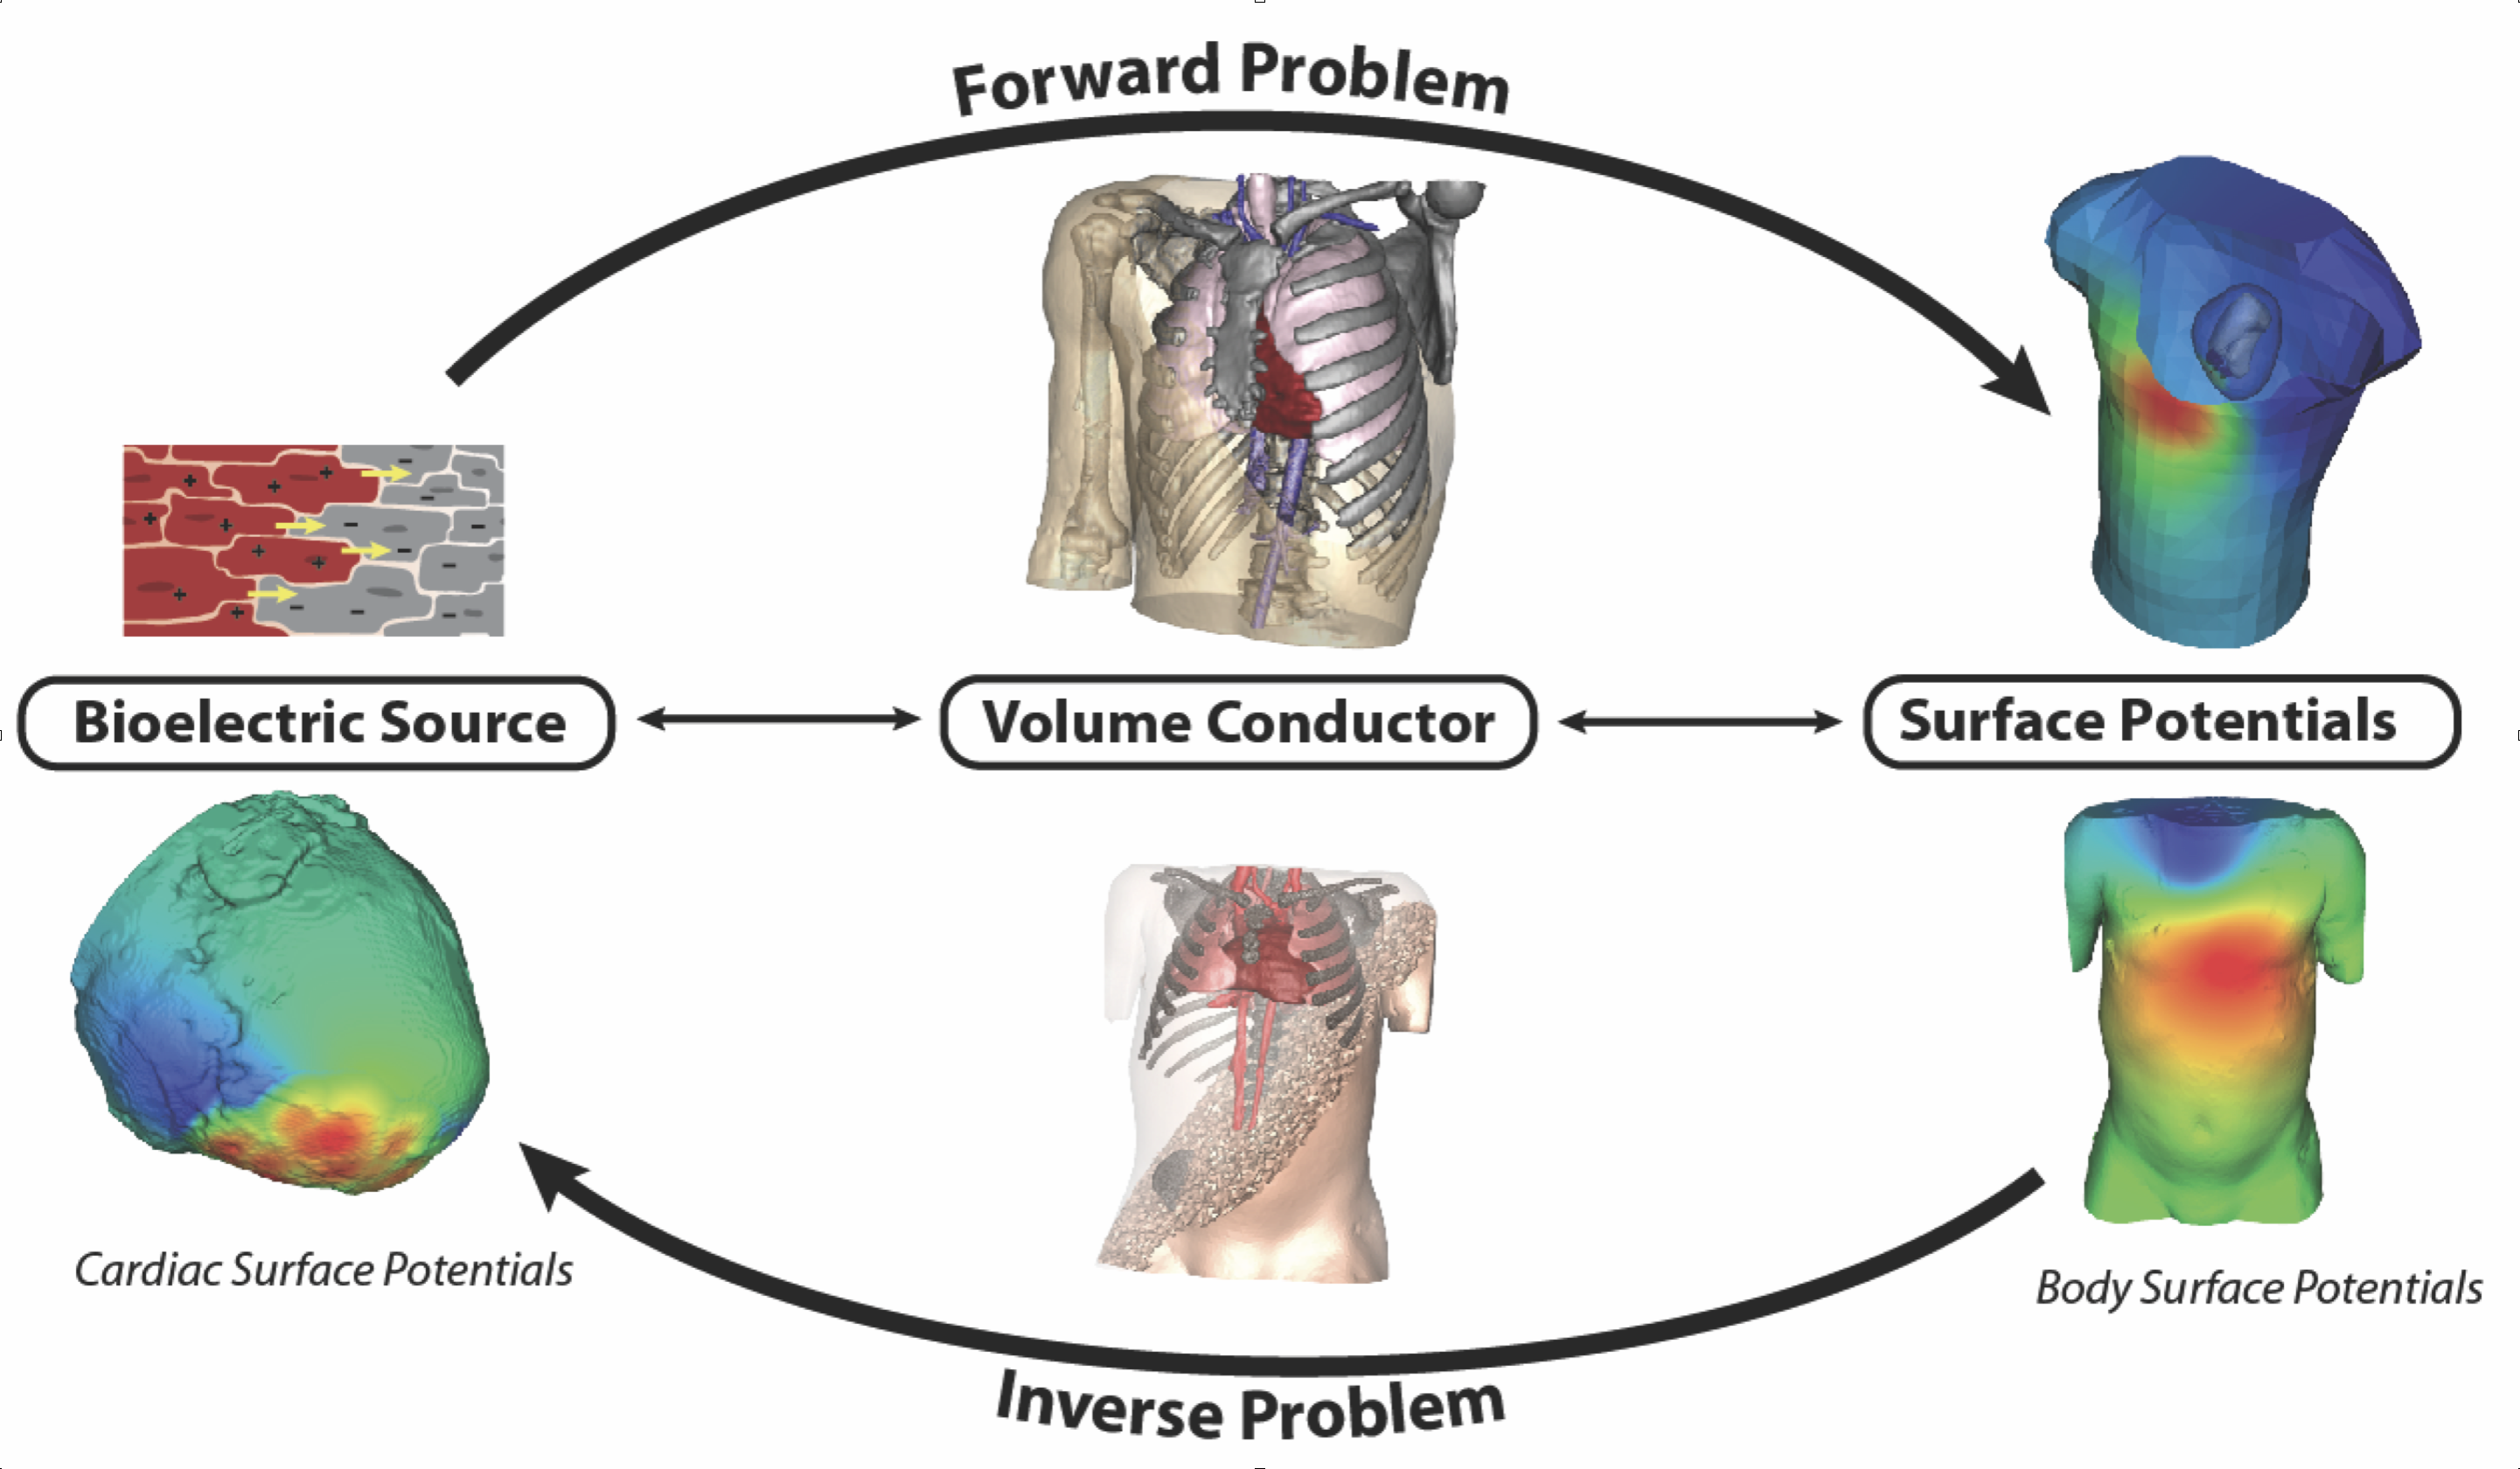 Forward Problem
Bioelectric Source
Volume Conductor
Surface Potentials
Cardiac Surface Potentials
Body Surface Potentials
Inverse Problem